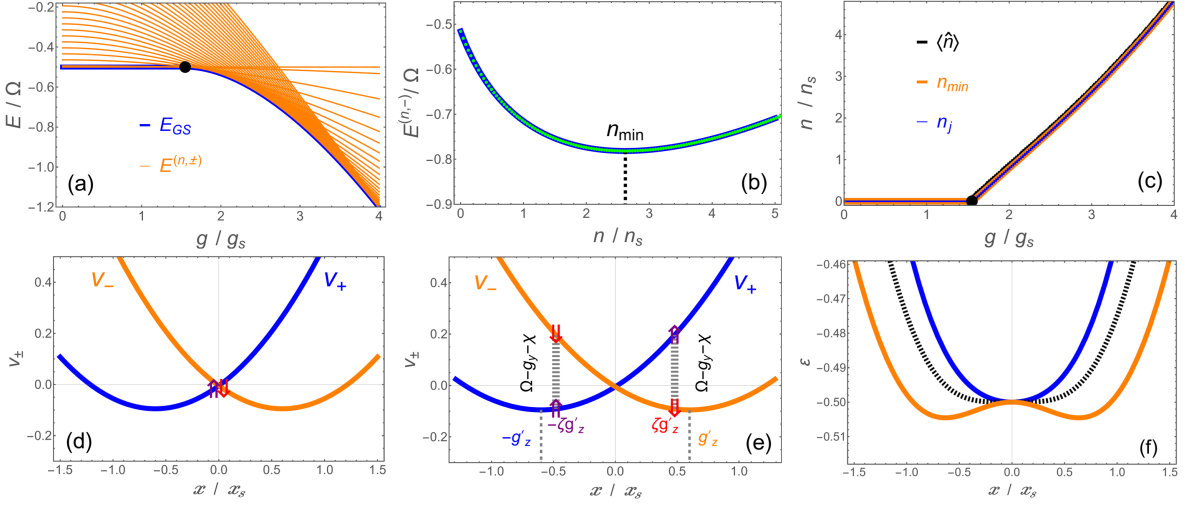 -0.2
-0.4
-0.6
-0.8
-1.0
-1.2
E / Ω
E_GS
E^(n,±)
(a)
0 1 2 3 4
g / g_s
-0.5
-0.6
-0.7
-0.8
-0.9
E^(n,-) / Ω
n_min
(b)
0 1 2 3 4 5
n / n_s
4
3
2
1
0
n / n_s
⟨n̂⟩
n_min
n_j
(c)
0 1 2 3 4
g / g_s
0.4
0.2
0.0
-0.2
v_±
v_−
v_+
(d)
-1.5 -1.0 -0.5 0.0 0.5 1.0 1.5
x / x_s
0.4
0.2
0.0
-0.2
v_±
v_−
v_+
Ω−g_y−χ
Ω−g_y−χ
−g′_z
−ζg′_z
ζg′_z
g′_z
(e)
-1.0 -0.5 0.0 0.5 1.0
x / x_s
-0.46
-0.47
-0.48
-0.49
-0.50
-0.51
ε
(f)
-1.5 -1.0 -0.5 0.0 0.5 1.0 1.5
x / x_s